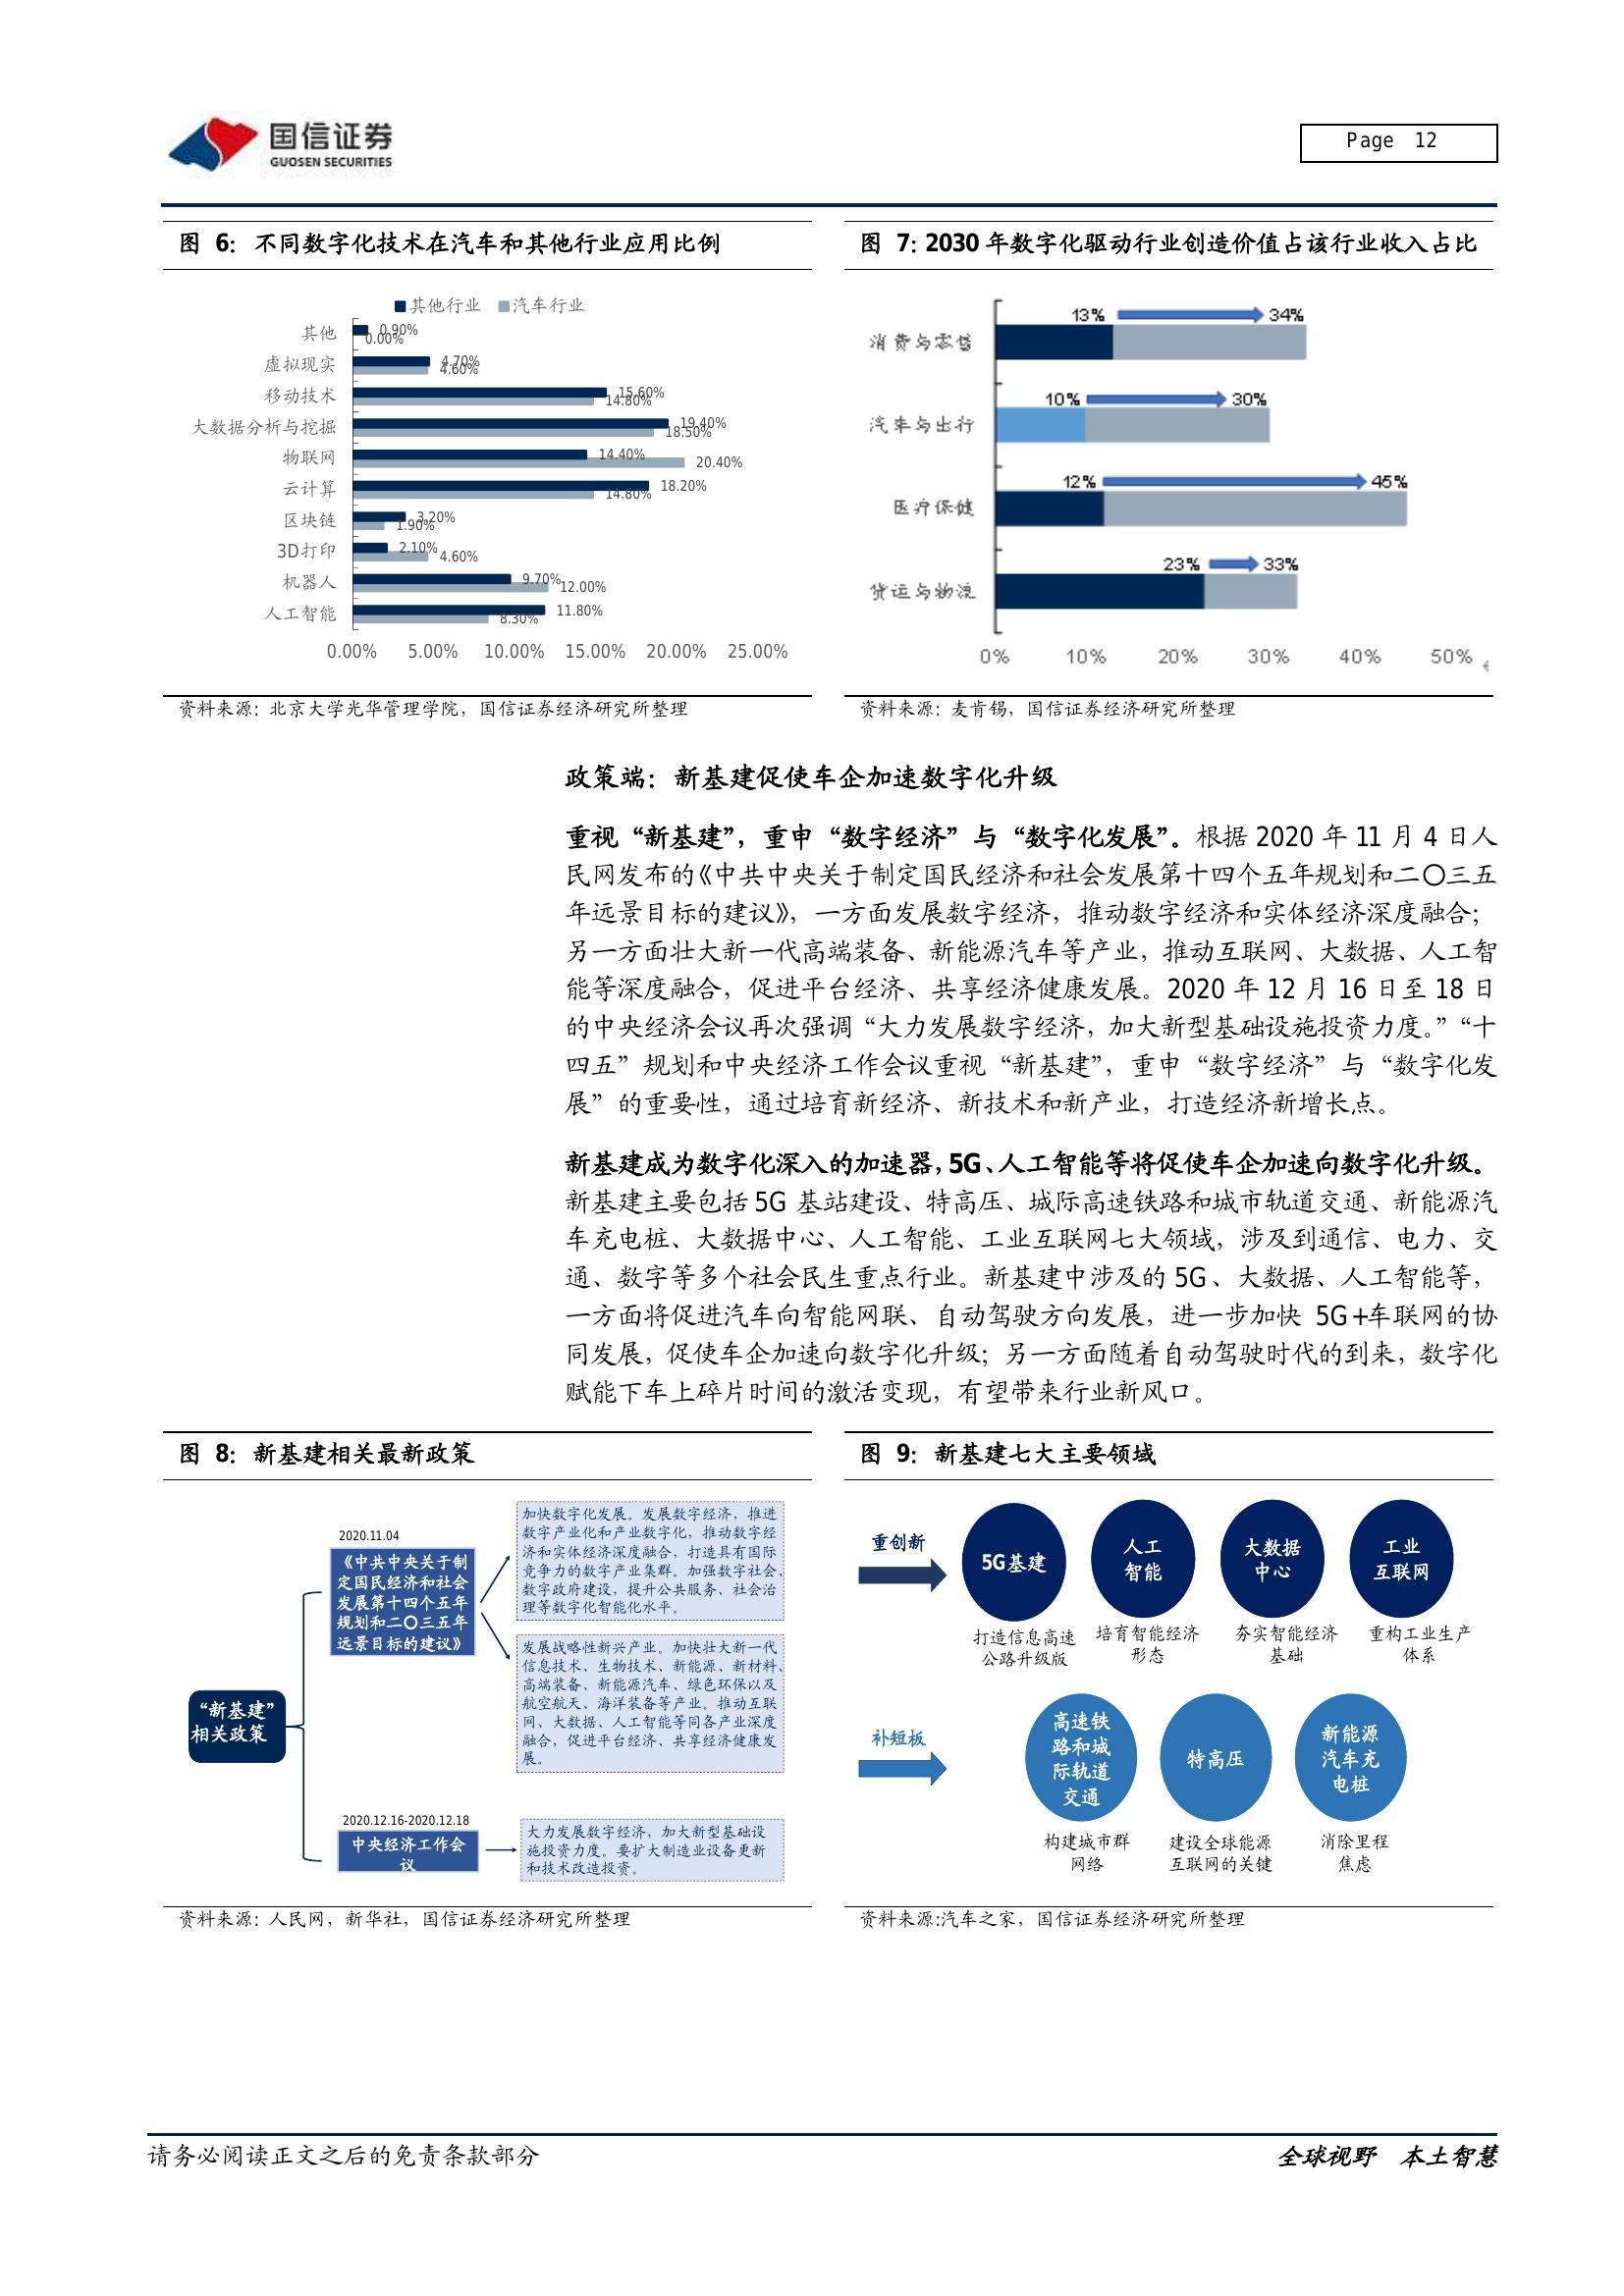 国信证券
GUOSEN SECURITIES
Page 12
图 6：不同数字化技术在汽车和其他行业应用比例
其他行业 汽车行业
其他 0.90% 0.00%
虚拟现实 4.70% 4.60%
移动技术 15.60% 14.80%
大数据分析与挖掘 19.40% 18.50%
物联网 14.40% 20.40%
云计算 18.20% 14.80%
区块链 3.20% 1.90%
3D打印 2.10% 4.60%
机器人 9.70% 12.00%
人工智能 11.80% 8.30%
0.00% 5.00% 10.00% 15.00% 20.00% 25.00%
资料来源：北京大学光华管理学院，国信证券经济研究所整理
图 7：2030 年数字化驱动行业创造价值占该行业收入占比
消费与零售 13% 34%
汽车与出行 10% 30%
医疗保健 12% 45%
货运与物流 23% 33%
0% 10% 20% 30% 40% 50%
资料来源：麦肯锡，国信证券经济研究所整理
政策端：新基建促使车企加速数字化升级
重视“新基建”，重申“数字经济”与“数字化发展”。根据 2020 年 11 月 4 日人
民网发布的《中共中央关于制定国民经济和社会发展第十四个五年规划和二〇三五
年远景目标的建议》，一方面发展数字经济，推动数字经济和实体经济深度融合；
另一方面壮大新一代高端装备、新能源汽车等产业，推动互联网、大数据、人工智
能等深度融合，促进平台经济、共享经济健康发展。2020 年 12 月 16 日至 18 日
的中央经济会议再次强调“大力发展数字经济，加大新型基础设施投资力度。”“十
四五”规划和中央经济工作会议重视“新基建”，重申“数字经济”与“数字化发
展”的重要性，通过培育新经济、新技术和新产业，打造经济新增长点。
新基建成为数字化深入的加速器，5G、人工智能等将促使车企加速向数字化升级。
新基建主要包括 5G 基站建设、特高压、城际高速铁路和城市轨道交通、新能源汽
车充电桩、大数据中心、人工智能、工业互联网七大领域，涉及到通信、电力、交
通、数字等多个社会民生重点行业。新基建中涉及的 5G、大数据、人工智能等，
一方面将促进汽车向智能网联、自动驾驶方向发展，进一步加快 5G+车联网的协
同发展，促使车企加速向数字化升级；另一方面随着自动驾驶时代的到来，数字化
赋能下车上碎片时间的激活变现，有望带来行业新风口。
图 8：新基建相关最新政策
“新基建”
相关政策
2020.11.04
《中共中央关于制
定国民经济和社会
发展第十四个五年
规划和二〇三五年
远景目标的建议》
加快数字化发展。发展数字经济，推进
数字产业化和产业数字化，推动数字经
济和实体经济深度融合，打造具有国际
竞争力的数字产业集群。加强数字社会、
数字政府建设，提升公共服务、社会治
理等数字化智能化水平。
发展战略性新兴产业。加快壮大新一代
信息技术、生物技术、新能源、新材料、
高端装备、新能源汽车、绿色环保以及
航空航天、海洋装备等产业。推动互联
网、大数据、人工智能等同各产业深度
融合，促进平台经济、共享经济健康发
展。
2020.12.16-2020.12.18
中央经济工作会
议
大力发展数字经济，加大新型基础设
施投资力度。要扩大制造业设备更新
和技术改造投资。
资料来源：人民网，新华社，国信证券经济研究所整理
图 9：新基建七大主要领域
重创新
5G基建
人工
智能
大数据
中心
工业
互联网
打造信息高速
公路升级版
培育智能经济
形态
夯实智能经济
基础
重构工业生产
体系
补短板
高速铁
路和城
际轨道
交通
特高压
新能源
汽车充
电桩
构建城市群
网络
建设全球能源
互联网的关键
消除里程
焦虑
资料来源:汽车之家，国信证券经济研究所整理
请务必阅读正文之后的免责条款部分
全球视野 本土智慧